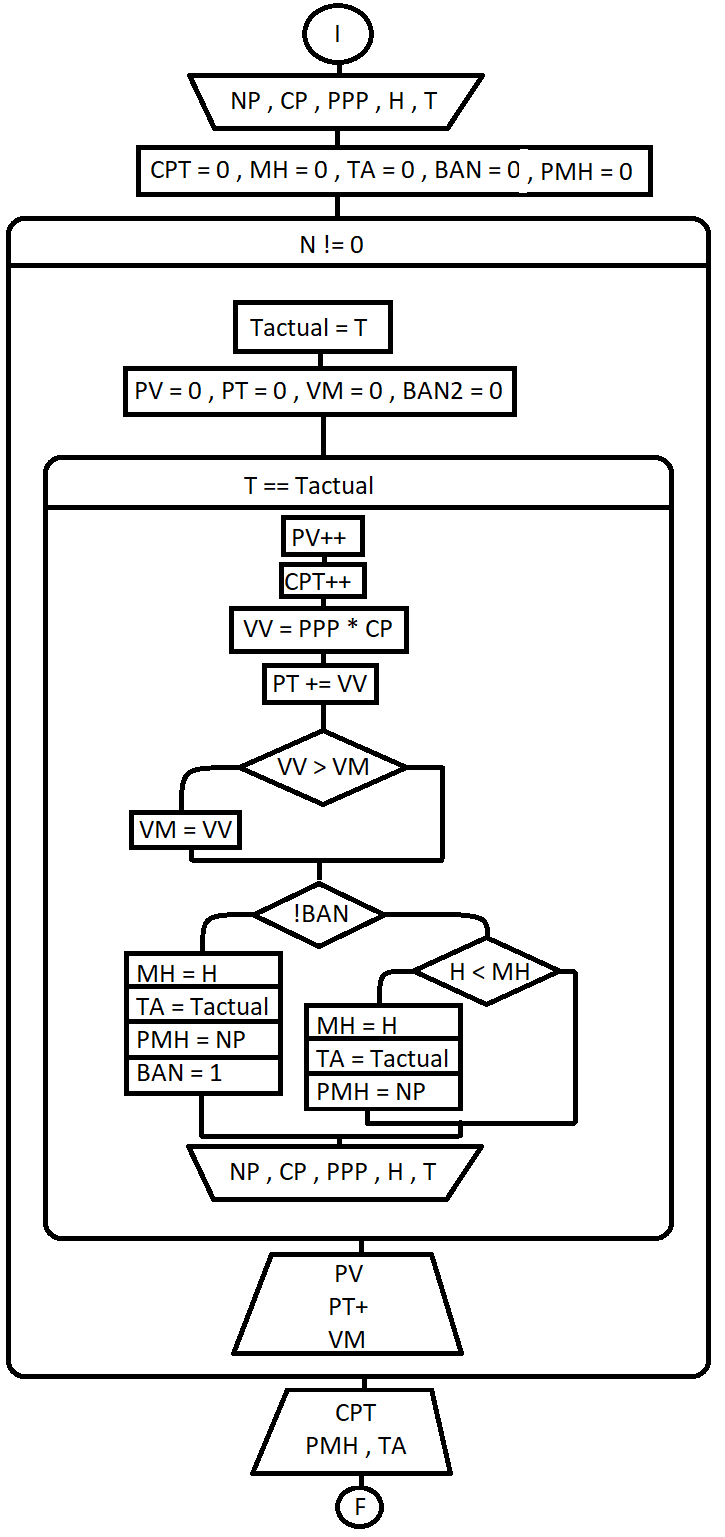 I
NP , CP , PPP , H , T
CPT = 0 , MH = 0 , TA = 0 , BAN = 0 , PMH = 0
N != 0
Tactual = T
PV = 0 , PT = 0 , VM = 0 , BAN2 = 0
T == Tactual
PV++
CPT++
VV = PPP * CP
PT += VV
VV > VM
VM = VV
!BAN
H < MH
MH = H
TA = Tactual
PMH = NP
BAN = 1
MH = H
TA = Tactual
PMH = NP
NP , CP , PPP , H , T
PV
PT+
VM
CPT
PMH , TA
F